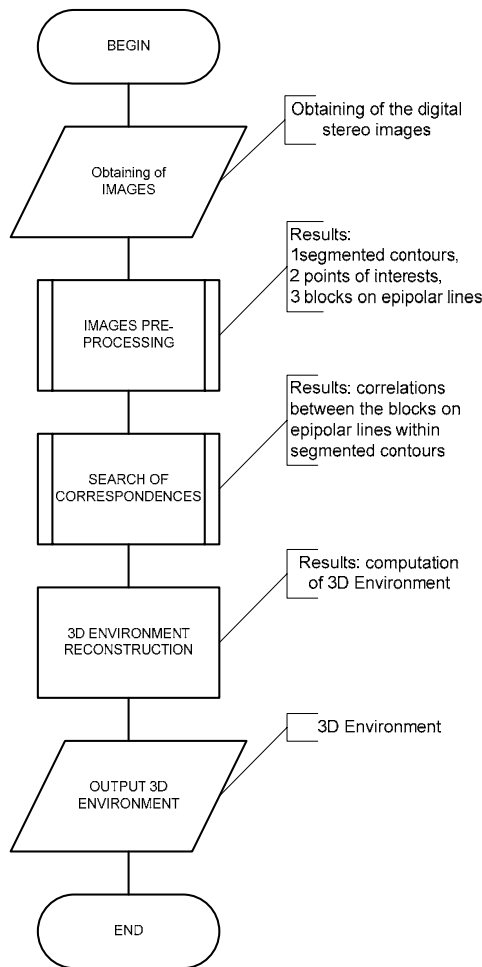 BEGIN
Obtaining of
IMAGES
Obtaining of the digital
stereo images
IMAGES PRE-
PROCESSING
Results:
1segmented contours,
2 points of interests,
3 blocks on epipolar lines
SEARCH OF
CORRESPONDENCES
Results: correlations
between the blocks on
epipolar lines within
segmented contours
3D ENVIRONMENT
RECONSTRUCTION
Results: computation
of 3D Environment
OUTPUT 3D
ENVIRONMENT
3D Environment
END